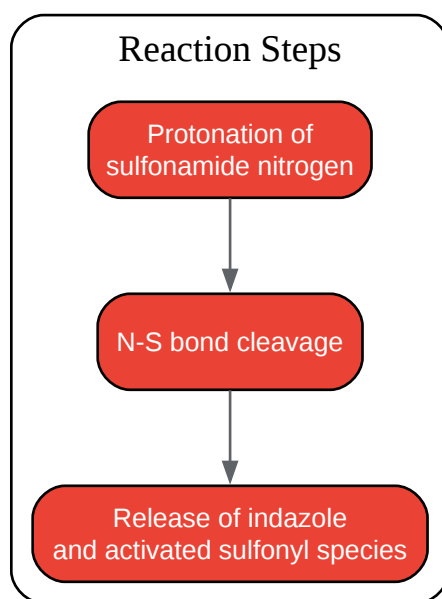 Reaction Steps
Protonation of
sulfonamide nitrogen
N-S bond cleavage
Release of indazole
and activated sulfonyl species